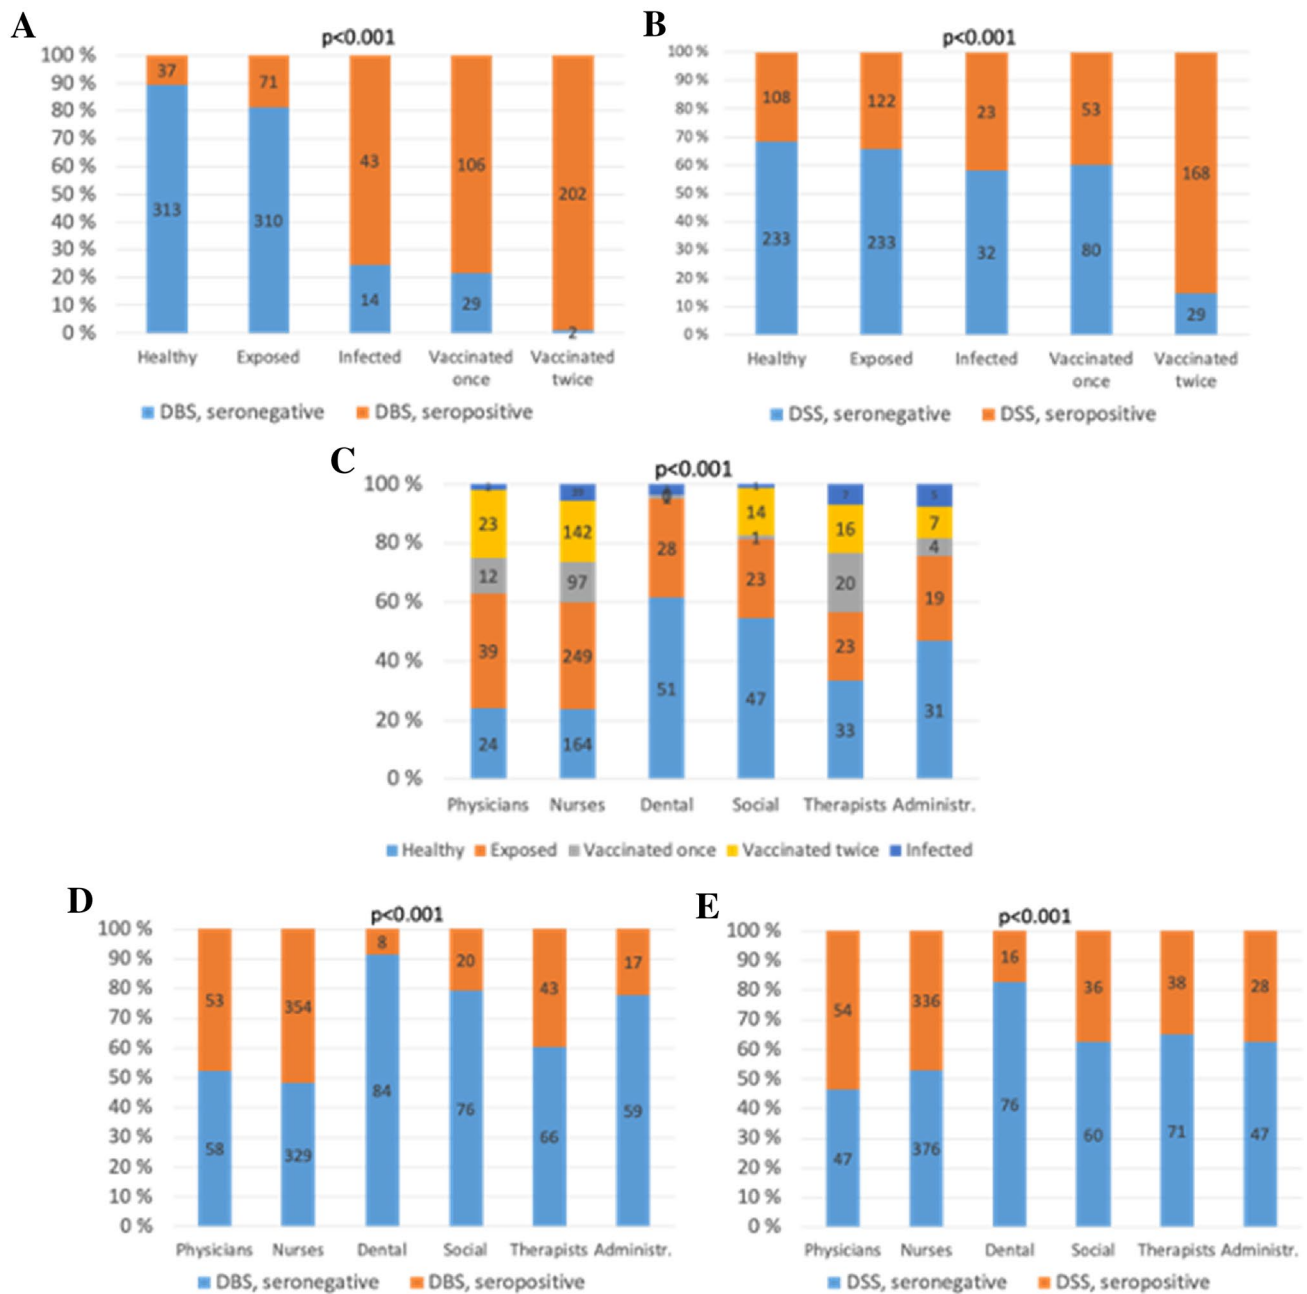 A
p<0.001
100 %
90 %
80 %
70 %
60 %
50 %
40 %
30 %
20 %
10 %
0 %
37 71
43 106 202
313 310
14 29 2
Healthy Exposed Infected Vaccinated once Vaccinated twice
DBS, seronegative DBS, seropositive
B
p<0.001
100 %
90 %
80 %
70 %
60 %
50 %
40 %
30 %
20 %
10 %
0 %
108 122 23 53 168
233 233 32 80 29
Healthy Exposed Infected Vaccinated once Vaccinated twice
DSS, seronegative DSS, seropositive
C
p<0.001
100 %
80 %
60 %
40 %
20 %
0 %
1 7 5
23 142 14 16 7
12 97 1 20 4
39 249 28 23 23 19
24 164 51 47 33 31
Physicians Nurses Dental Social Therapists Administr.
Healthy Exposed Vaccinated once Vaccinated twice Infected
D
p<0.001
100 %
90 %
80 %
70 %
60 %
50 %
40 %
30 %
20 %
10 %
0 %
53 354 8 20 43 17
58 329 84 76 66 59
Physicians Nurses Dental Social Therapists Administr.
DBS, seronegative DBS, seropositive
E
p<0.001
100 %
90 %
80 %
70 %
60 %
50 %
40 %
30 %
20 %
10 %
0 %
54 336 16 36 38 28
47 376 76 60 71 47
Physicians Nurses Dental Social Therapists Administr.
DSS, seronegative DSS, seropositive